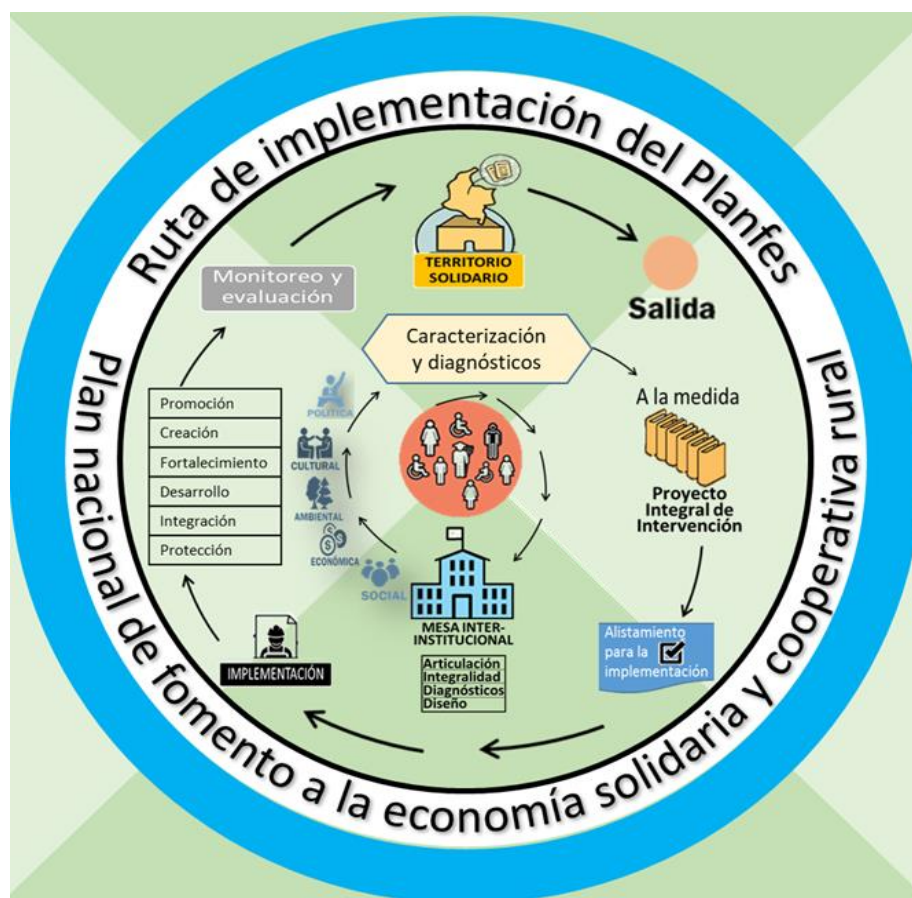 Ruta de implementación del Planfes
Plan nacional de fomento a la economía solidaria y cooperativa rural
TERRITORIO
SOLIDARIO
Salida
Monitoreo y
evaluación
Caracterización
y diagnósticos
A la medida
Proyecto
Integral de
Intervención
Promoción
Creación
Fortalecimiento
Desarrollo
Integración
Protección
POLÍTICA
CULTURAL
AMBIENTAL
ECONÓMICA
SOCIAL
MESA INTER-
INSTITUCIONAL
Articulación
Integralidad
Diagnósticos
Diseño
Alistamiento
para la
implementación
IMPLEMENTACIÓN